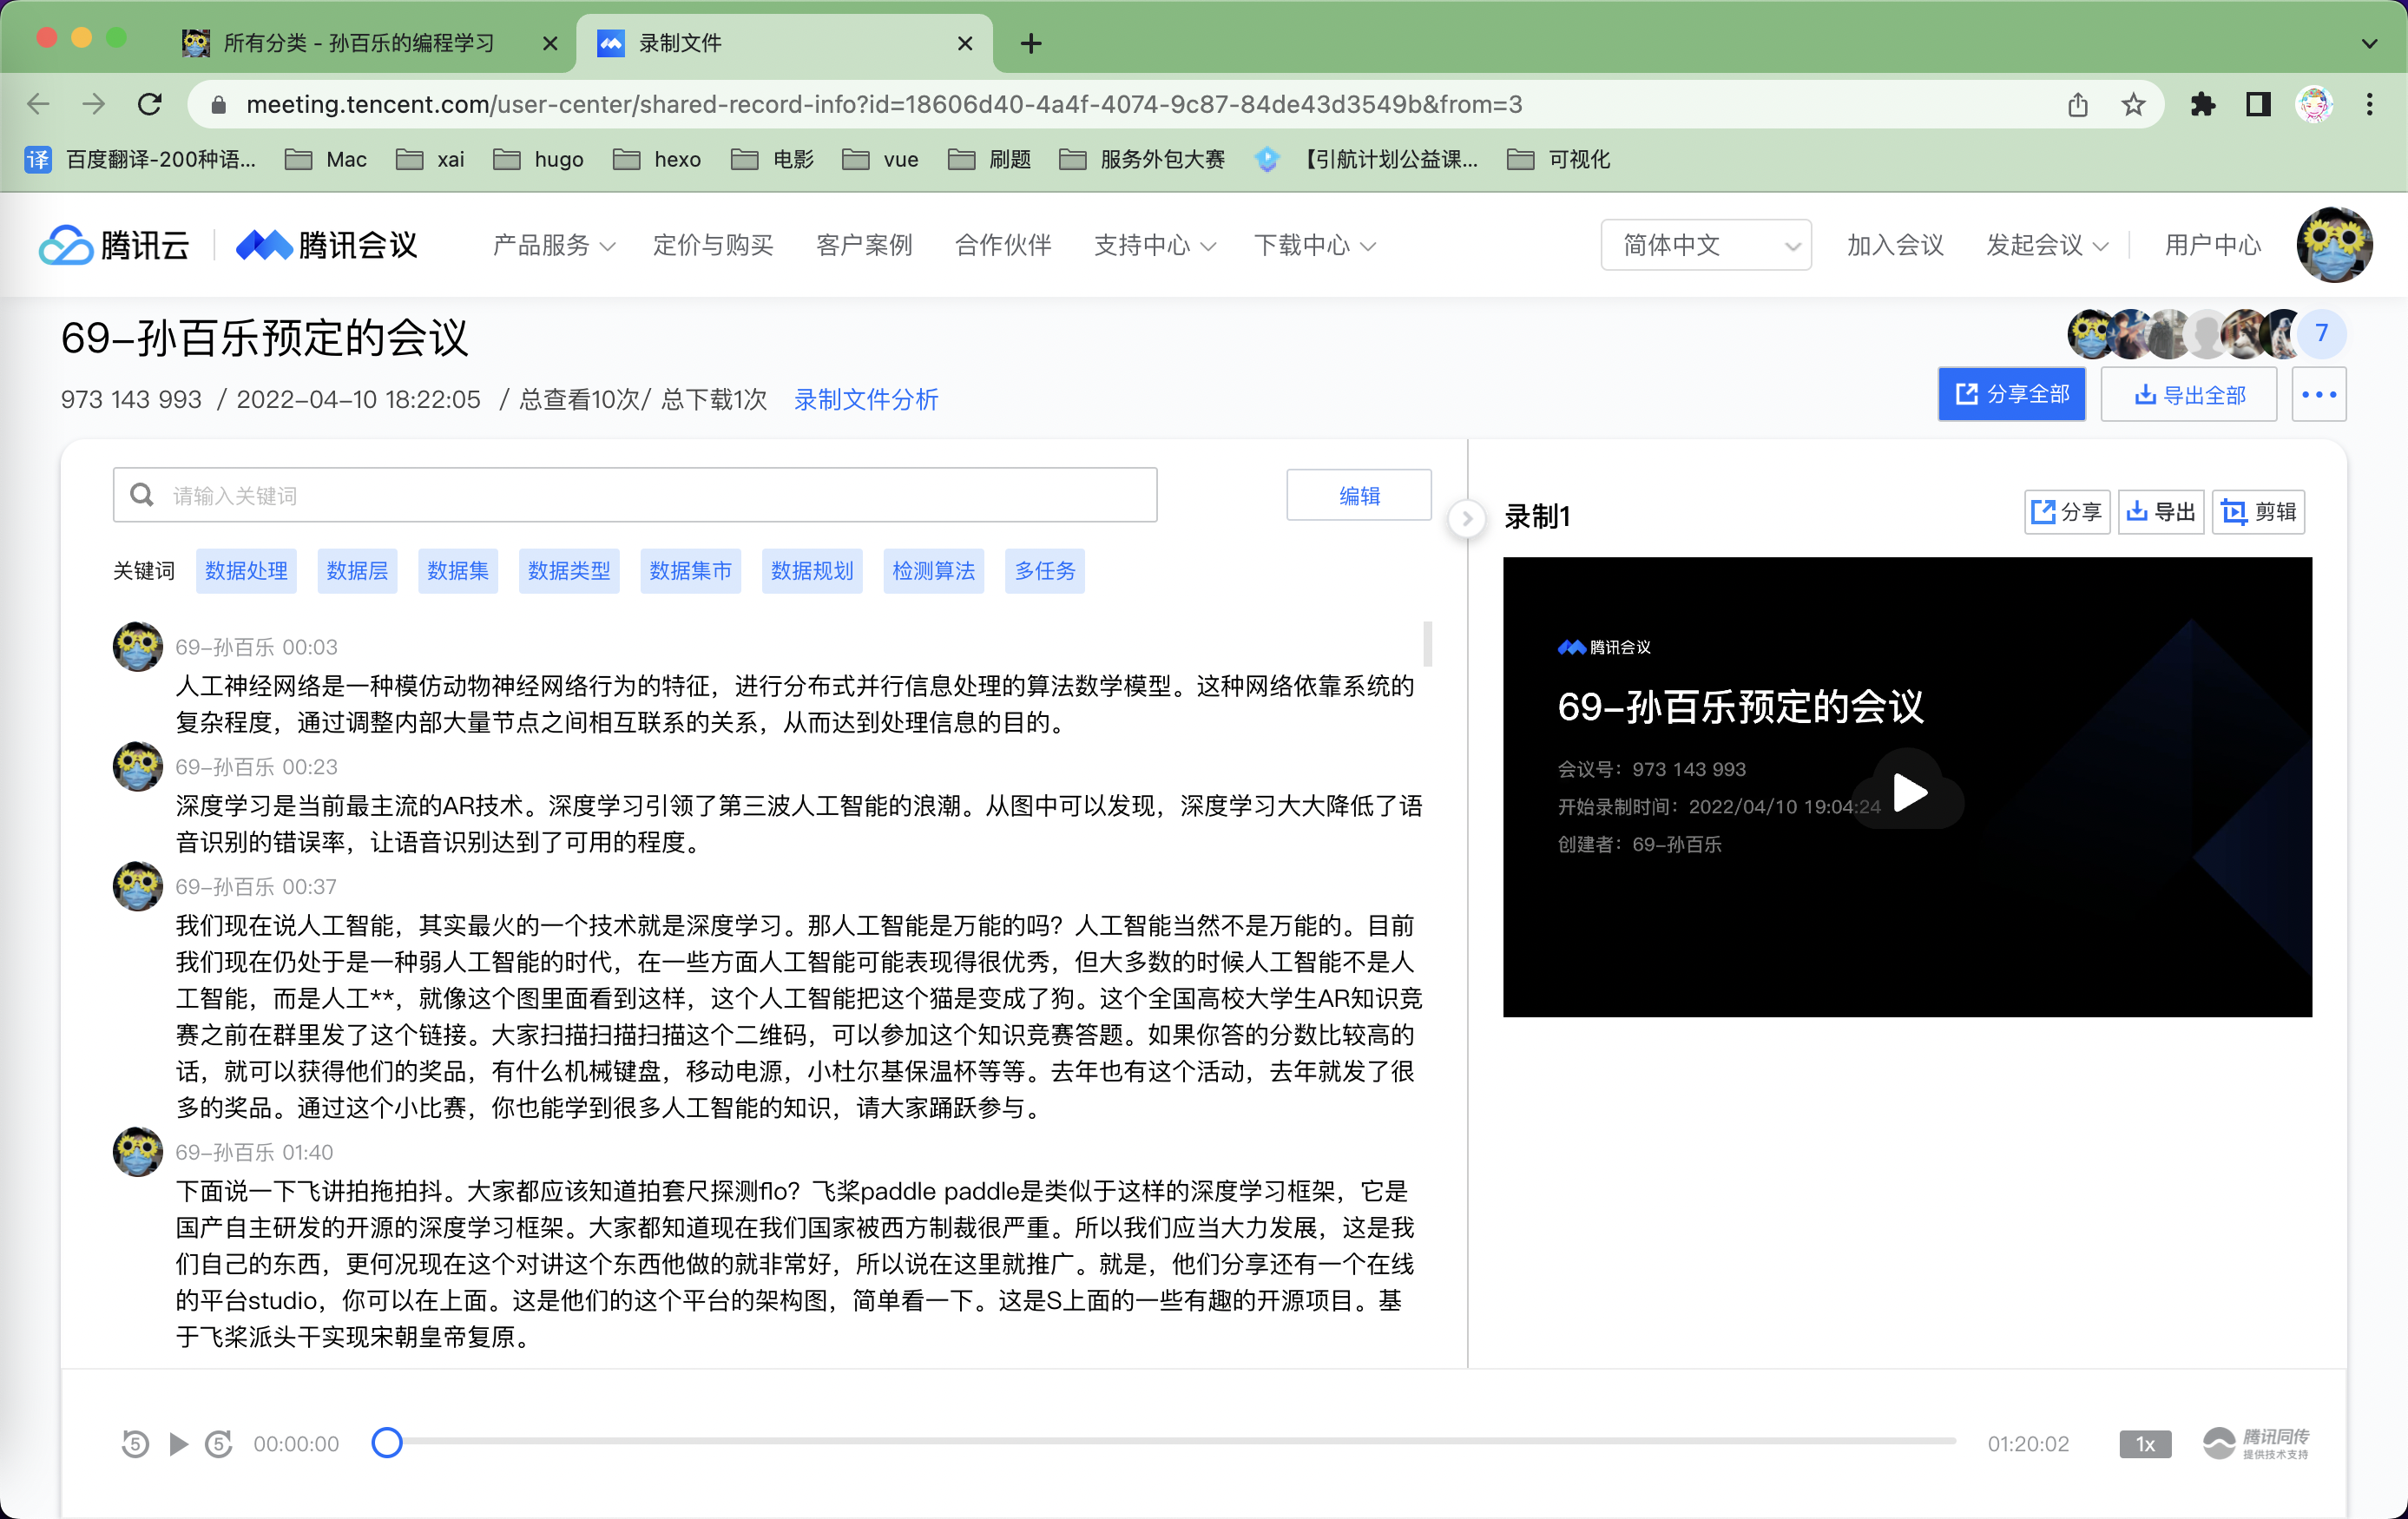 所有分类 - 孙百乐的编程学习
录制文件
meeting.tencent.com/user-center/shared-record-info?id=18606d40-4a4f-4074-9c87-84de43d3549b&from=3
译 百度翻译-200种语... Mac xai hugo hexo 电影 vue 刷题 服务外包大赛 【引航计划公益课... 可视化
腾讯云 腾讯会议 产品服务 定价与购买 客户案例 合作伙伴 支持中心 下载中心 简体中文 加入会议 发起会议 用户中心
69-孙百乐预定的会议
7
973 143 993 / 2022-04-10 18:22:05 / 总查看10次/ 总下载1次 录制文件分析
分享全部 导出全部
请输入关键词
编辑
关键词 数据处理 数据层 数据集 数据类型 数据集市 数据规划 检测算法 多任务
69-孙百乐 00:03
人工神经网络是一种模仿动物神经网络行为的特征，进行分布式并行信息处理的算法数学模型。这种网络依靠系统的
复杂程度，通过调整内部大量节点之间相互联系的关系，从而达到处理信息的目的。
69-孙百乐 00:23
深度学习是当前最主流的AR技术。深度学习引领了第三波人工智能的浪潮。从图中可以发现，深度学习大大降低了语
音识别的错误率，让语音识别达到了可用的程度。
69-孙百乐 00:37
我们现在说人工智能，其实最火的一个技术就是深度学习。那人工智能是万能的吗？人工智能当然不是万能的。目前
我们现在仍处于是一种弱人工智能的时代，在一些方面人工智能可能表现得很优秀，但大多数的时候人工智能不是人
工智能，而是人工**，就像这个图里面看到这样，这个人工智能把这个猫是变成了狗。这个全国高校大学生AR知识竞
赛之前在群里发了这个链接。大家扫描扫描扫描这个二维码，可以参加这个知识竞赛答题。如果你答的分数比较高的
话，就可以获得他们的奖品，有什么机械键盘，移动电源，小杜尔基保温杯等等。去年也有这个活动，去年就发了很
多的奖品。通过这个小比赛，你也能学到很多人工智能的知识，请大家踊跃参与。
69-孙百乐 01:40
下面说一下飞讲拍拖拍抖。大家都应该知道拍套尺探测flo？飞桨paddle paddle是类似于这样的深度学习框架，它是
国产自主研发的开源的深度学习框架。大家都知道现在我们国家被西方制裁很严重。所以我们应当大力发展，这是我
们自己的东西，更何况现在这个对讲这个东西他做的就非常好，所以说在这里就推广。就是，他们分享还有一个在线
的平台studio，你可以在上面。这是他们的这个平台的架构图，简单看一下。这是S上面的一些有趣的开源项目。基
于飞桨派头干实现宋朝皇帝复原。
录制1
分享 导出 剪辑
腾讯会议
69-孙百乐预定的会议
会议号：973 143 993
开始录制时间：2022/04/10 19:04:24
创建者：69-孙百乐
5 5 00:00:00 01:20:02 1x
腾讯同传
提供技术支持